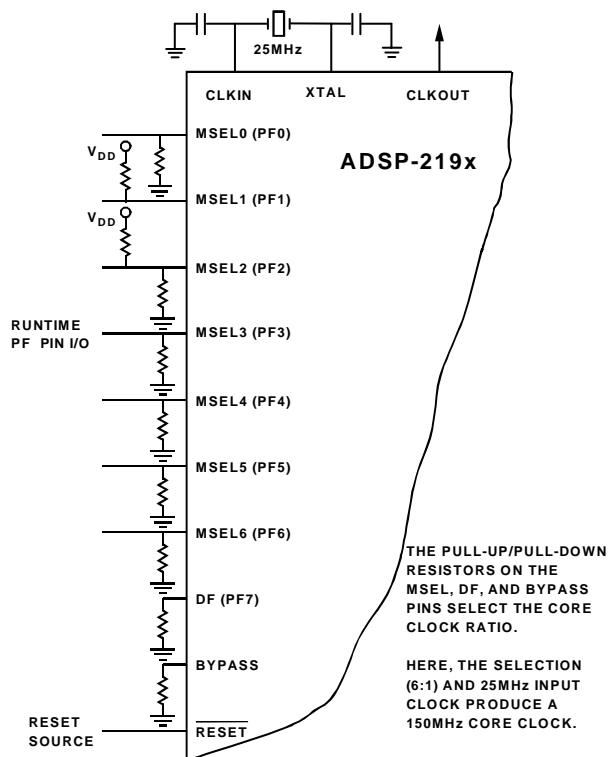 25MHz
CLKIN
XTAL
CLKOUT
MSEL0 (PF0)
VDD
ADSP-219x
MSEL1 (PF1)
VDD
MSEL2 (PF2)
RUNTIME
PF PIN I/O
MSEL3 (PF3)
MSEL4 (PF4)
MSEL5 (PF5)
MSEL6 (PF6)
DF (PF7)
BYPASS
RESET
SOURCE
RESET
THE PULL-UP/PULL-DOWN
RESISTORS ON THE
MSEL, DF, AND BYPASS
PINS SELECT THE CORE
CLOCK RATIO.
HERE, THE SELECTION
(6:1) AND 25MHz INPUT
CLOCK PRODUCE A
150MHz CORE CLOCK.